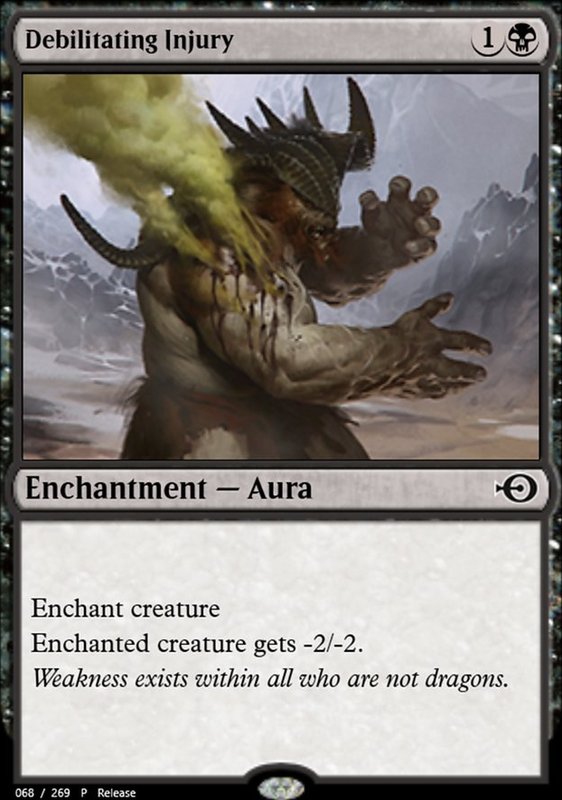 Debilitating Injury 1
Enchantment — Aura
Enchant creature
Enchanted creature gets -2/-2.
Weakness exists within all who are not dragons.
068 / 269 P Release